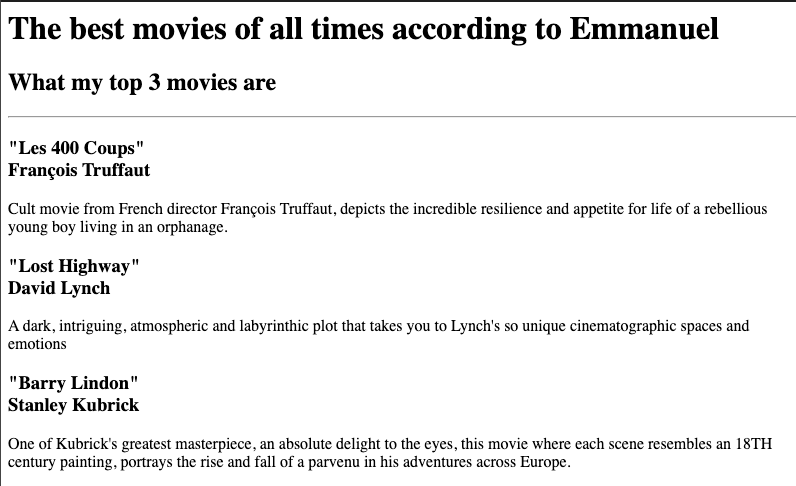 The best movies of all times according to Emmanuel
What my top 3 movies are
"Les 400 Coups"
François Truffaut
Cult movie from French director François Truffaut, depicts the incredible resilience and appetite for life of a rebellious
young boy living in an orphanage.
"Lost Highway"
David Lynch
A dark, intriguing, atmospheric and labyrinthic plot that takes you to Lynch's so unique cinematographic spaces and
emotions
"Barry Lindon"
Stanley Kubrick
One of Kubrick's greatest masterpiece, an absolute delight to the eyes, this movie where each scene resembles an 18TH
century painting, portrays the rise and fall of a parvenu in his adventures across Europe.